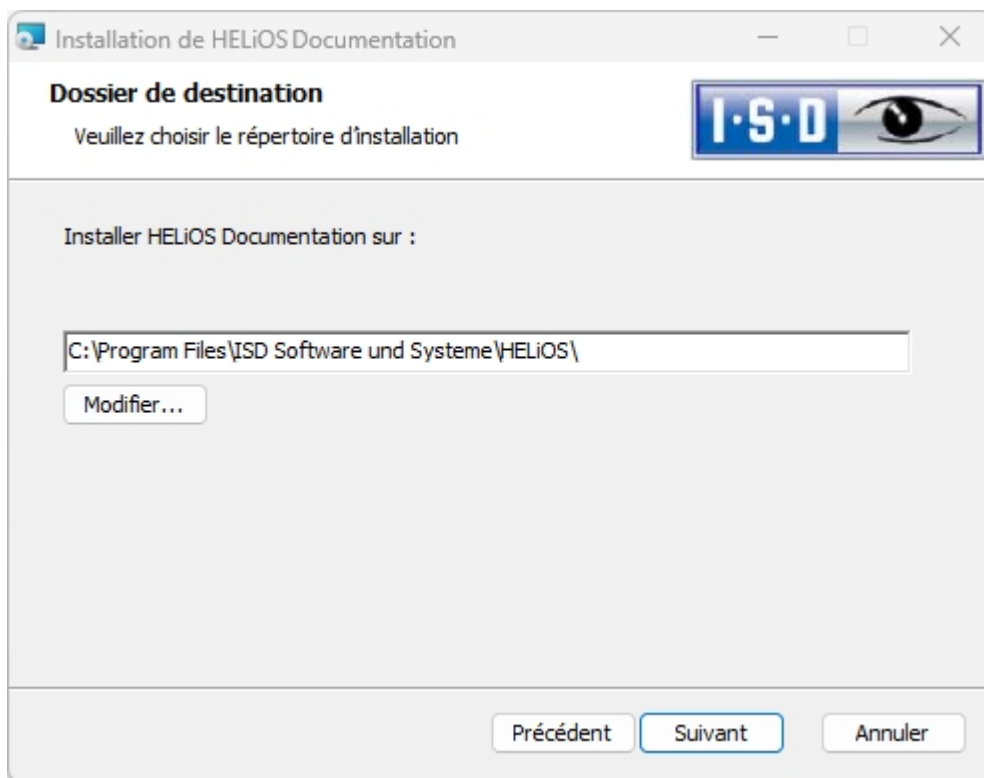 Installation de HELiOS Documentation
Dossier de destination
Veuillez choisir le répertoire d'installation
I·S·D
Installer HELiOS Documentation sur :
C:\Program Files\ISD Software und Systeme\HELiOS\
Modifier...
Précédent
Suivant
Annuler